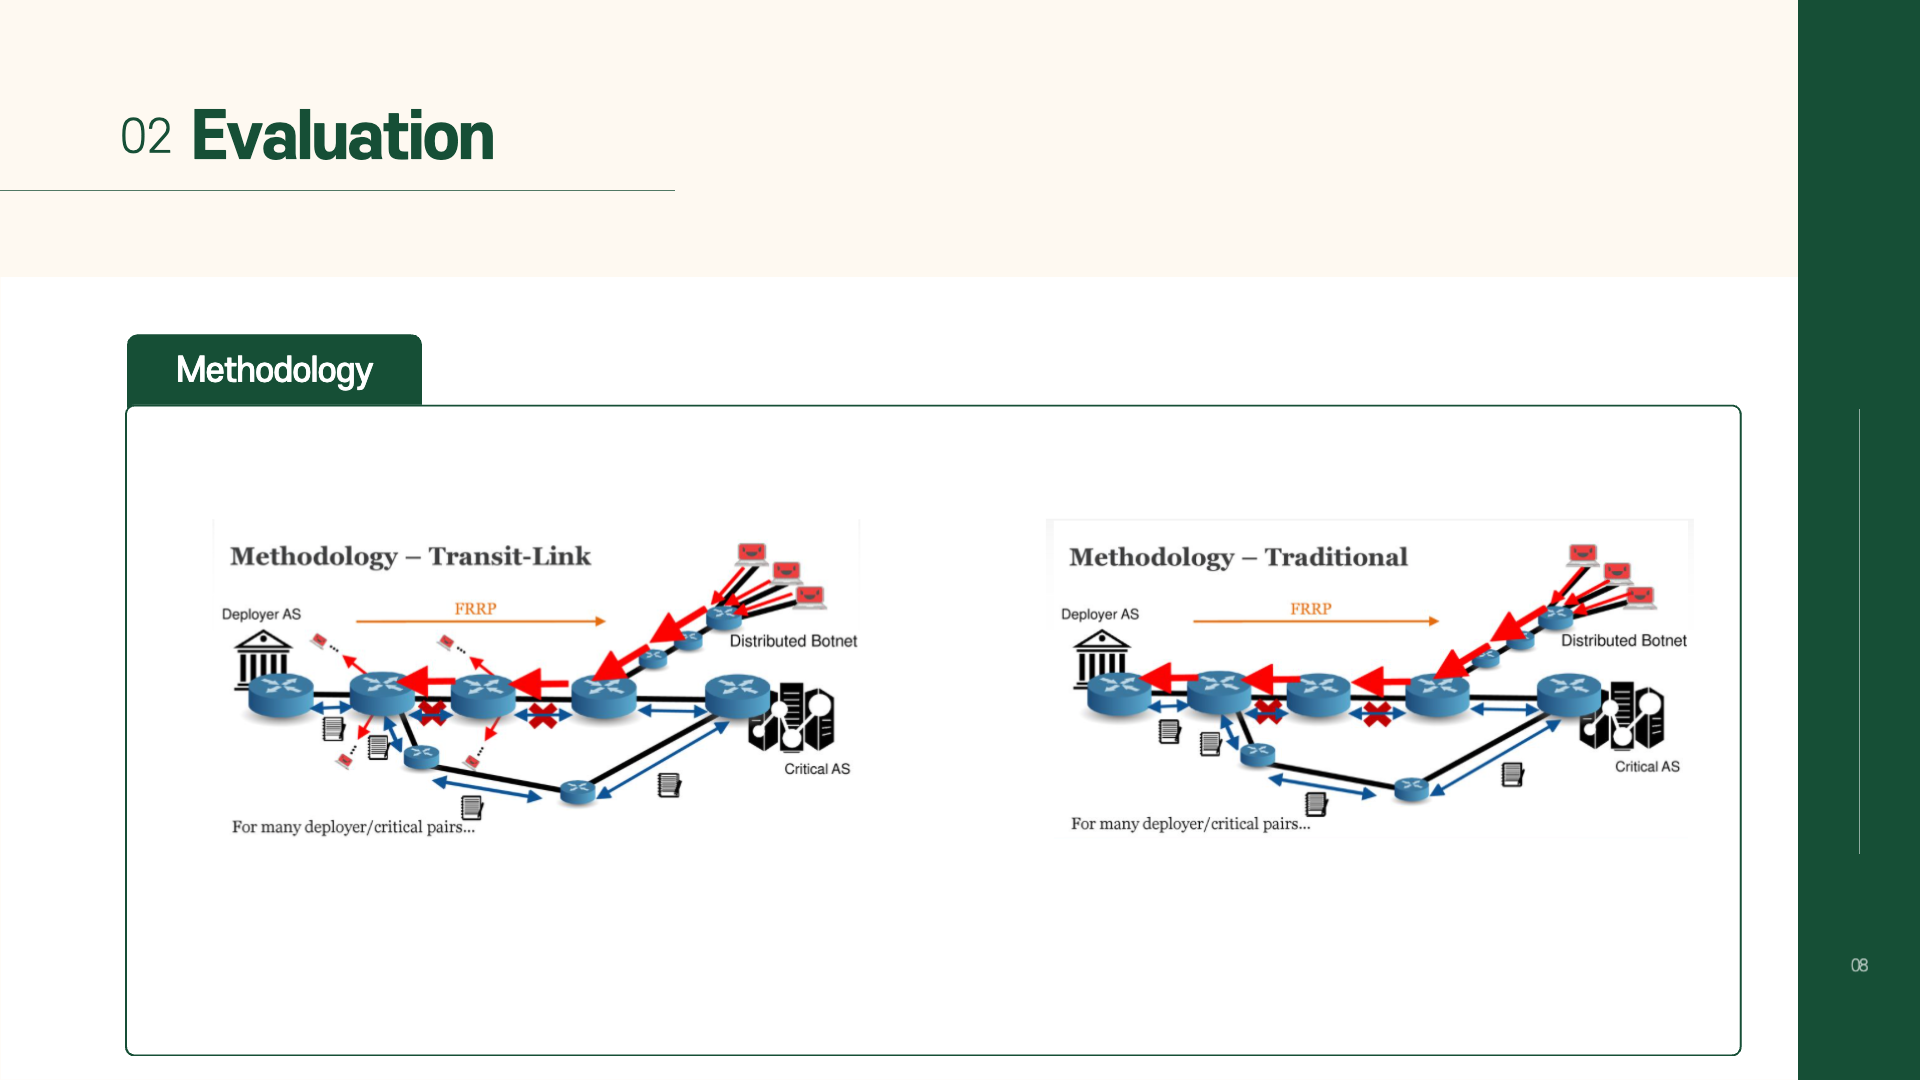 02 Evaluation
Methodology
Methodology – Transit-Link
Deployer AS
FRRP
Distributed Botnet
Critical AS
For many deployer/critical pairs...
Methodology – Traditional
Deployer AS
FRRP
Distributed Botnet
Critical AS
For many deployer/critical pairs...
08